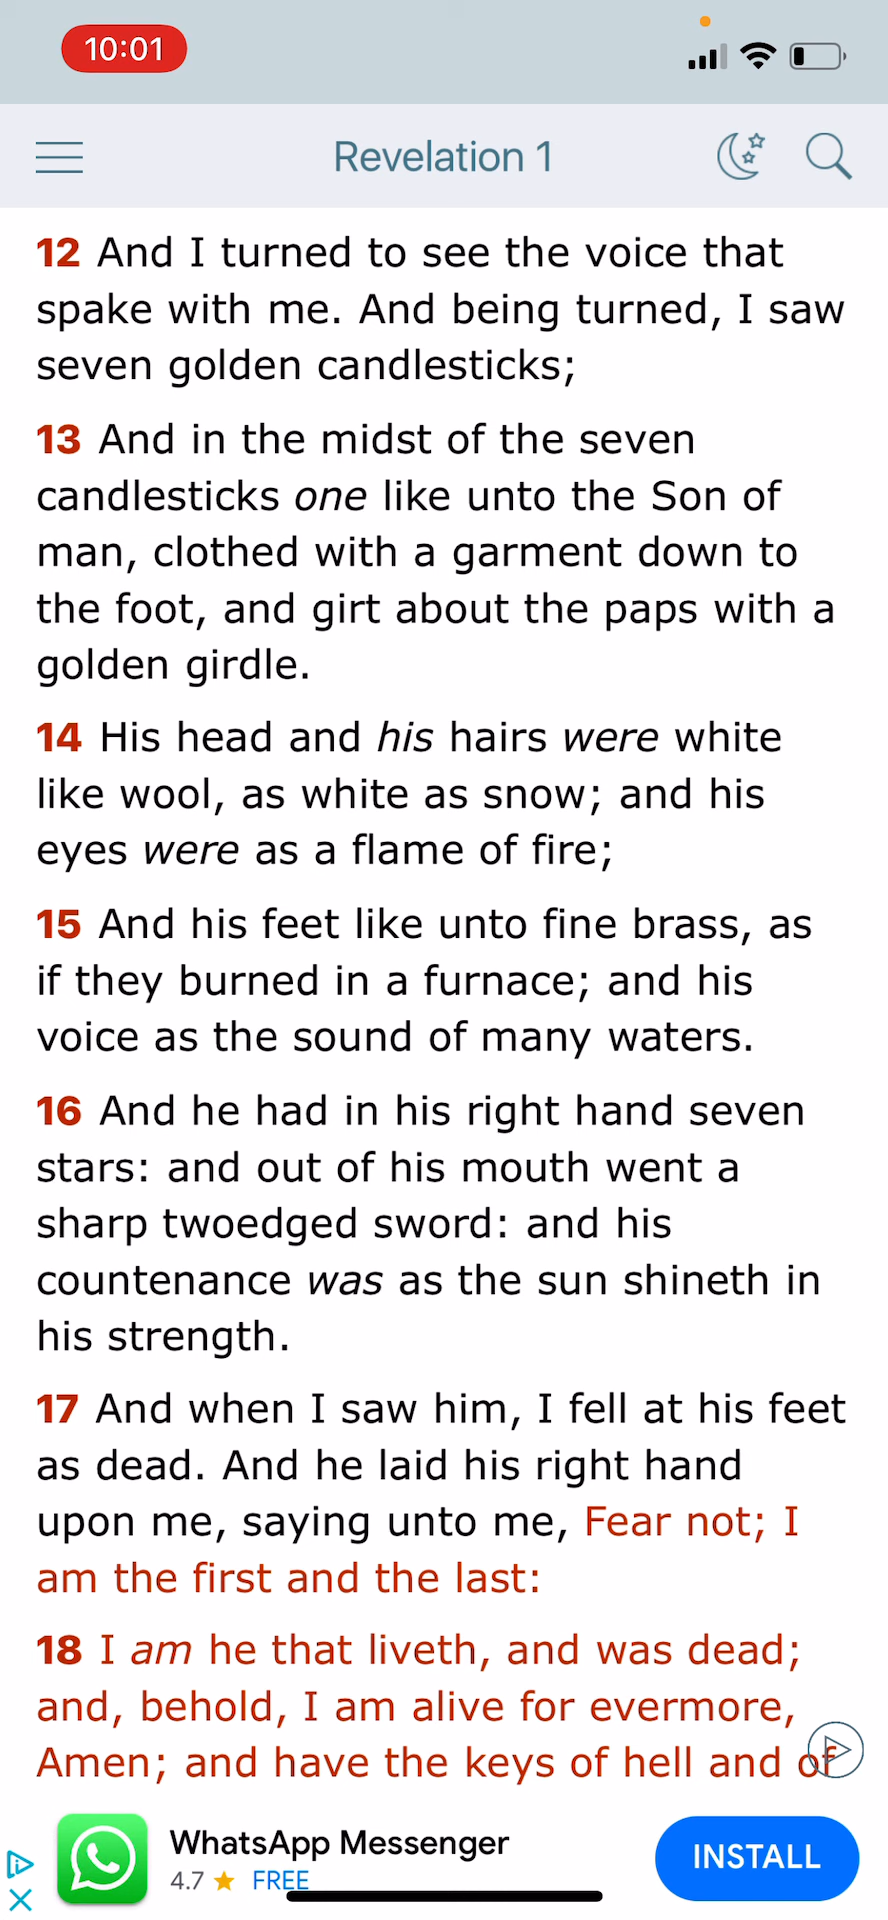 10:01
Revelation 1
12 And I turned to see the voice that
spake with me. And being turned, I saw
seven golden candlesticks;
13 And in the midst of the seven
candlesticks one like unto the Son of
man, clothed with a garment down to
the foot, and girt about the paps with a
golden girdle.
14 His head and his hairs were white
like wool, as white as snow; and his
eyes were as a flame of fire;
15 And his feet like unto fine brass, as
if they burned in a furnace; and his
voice as the sound of many waters.
16 And he had in his right hand seven
stars: and out of his mouth went a
sharp twoedged sword: and his
countenance was as the sun shineth in
his strength.
17 And when I saw him, I fell at his feet
as dead. And he laid his right hand
upon me, saying unto me, Fear not; I
am the first and the last:
18 I am he that liveth, and was dead;
and, behold, I am alive for evermore,
Amen; and have the keys of hell and of
WhatsApp Messenger
4.7 ★ FREE
INSTALL